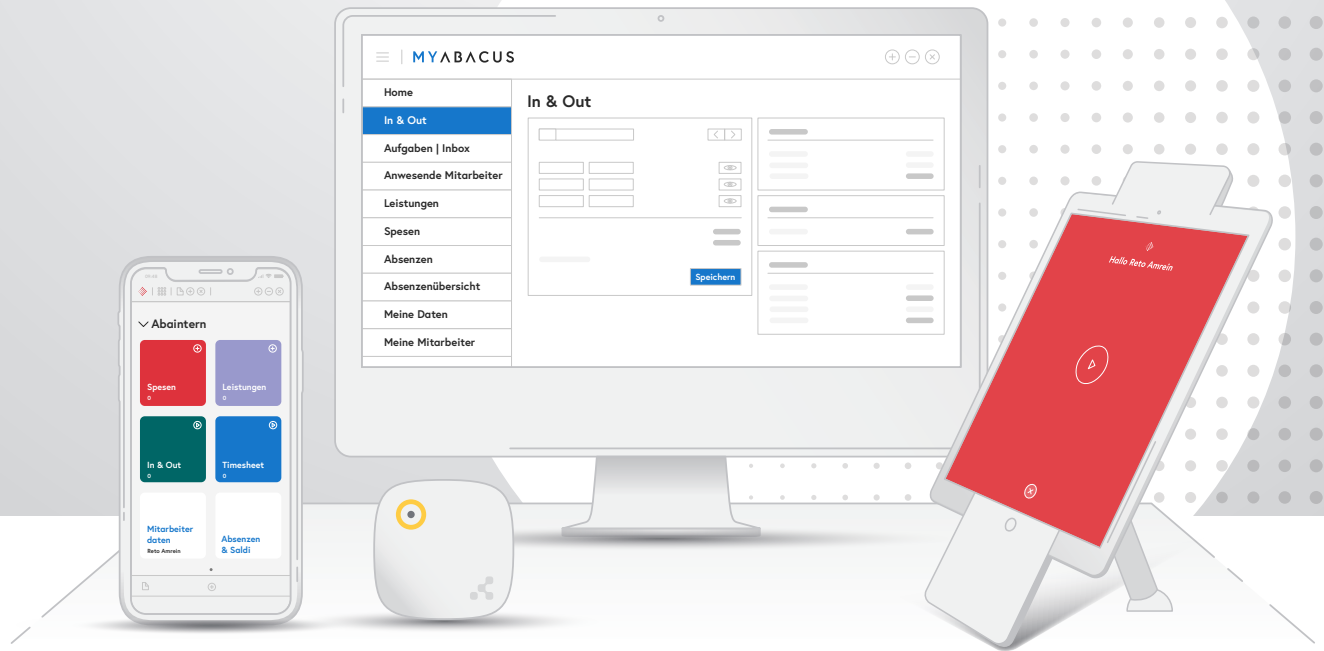 MYABACUS
Home
In & Out
Aufgaben | Inbox
Anwesende Mitarbeiter
Leistungen
Spesen
Absenzen
Absenzenübersicht
Meine Daten
Meine Mitarbeiter
In & Out
Speichern
Abaintern
Spesen
0
Leistungen
0
In & Out
0
Timesheet
0
Mitarbeiter
daten
Reto Amrein
Absenzen
& Saldi
Hallo Reto Amrein